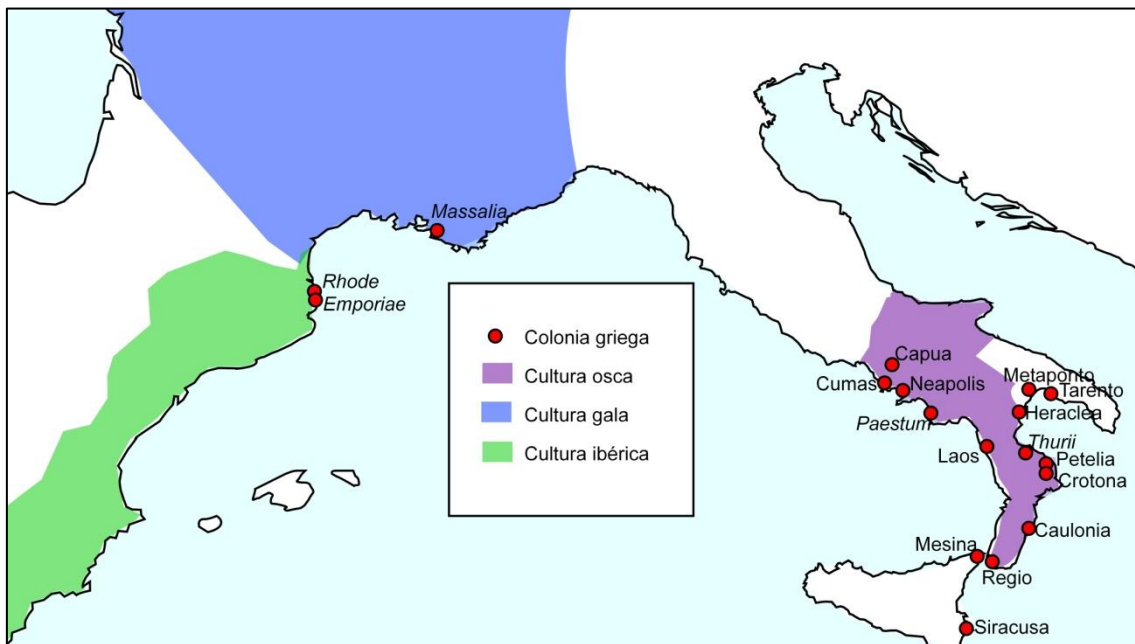 Massalia
Rhode
Emporiae
Colonia griega
Cultura osca
Cultura gala
Cultura ibérica
Capua
Cumas
Neapolis
Metaponto
Tarento
Heraclea
Paestum
Thurii
Laos
Petelia
Crotona
Caulonia
Mesina
Regio
Siracusa